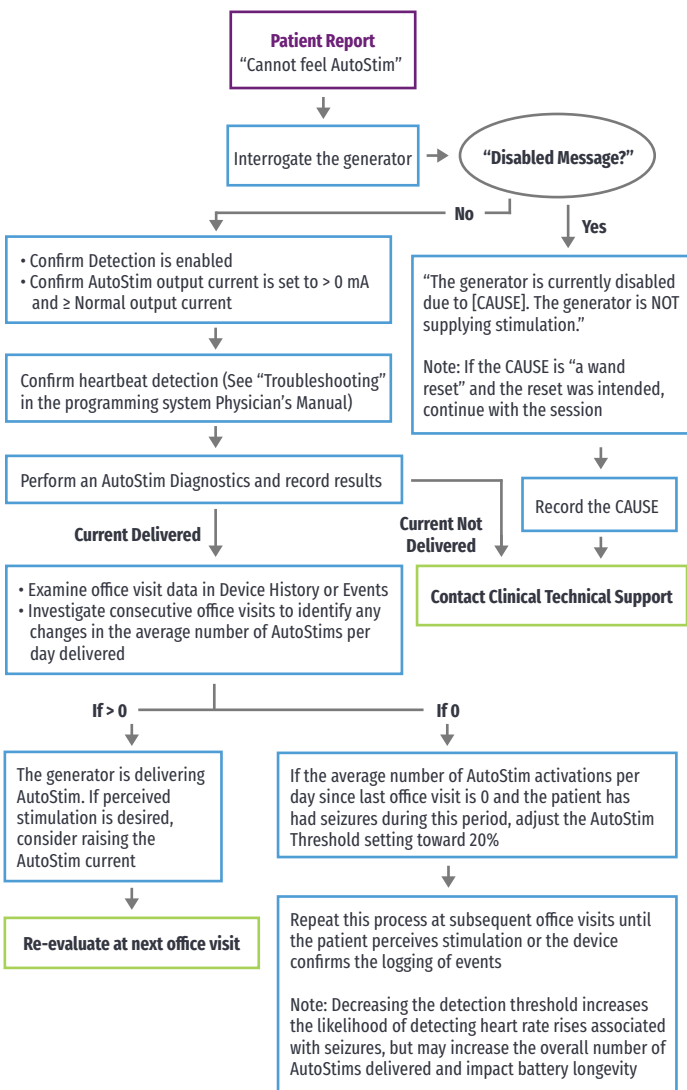 Patient Report
“Cannot feel AutoStim”
Interrogate the generator
“Disabled Message?”
No
Yes
• Confirm Detection is enabled
• Confirm AutoStim output current is set to > 0 mA
and ≥ Normal output current
“The generator is currently disabled
due to [CAUSE]. The generator is NOT
supplying stimulation.”
Note: If the CAUSE is “a wand
reset” and the reset was intended,
continue with the session
Confirm heartbeat detection (See “Troubleshooting”
in the programming system Physician’s Manual)
Perform an AutoStim Diagnostics and record results
Record the CAUSE
Current Delivered
Current Not
Delivered
• Examine office visit data in Device History or Events
• Investigate consecutive office visits to identify any
changes in the average number of AutoStims per
day delivered
Contact Clinical Technical Support
If > 0
If 0
The generator is delivering
AutoStim. If perceived
stimulation is desired,
consider raising the
AutoStim current
If the average number of AutoStim activations per
day since last office visit is 0 and the patient has
had seizures during this period, adjust the AutoStim
Threshold setting toward 20%
Re-evaluate at next office visit
Repeat this process at subsequent office visits until
the patient perceives stimulation or the device
confirms the logging of events
Note: Decreasing the detection threshold increases
the likelihood of detecting heart rate rises associated
with seizures, but may increase the overall number of
AutoStims delivered and impact battery longevity